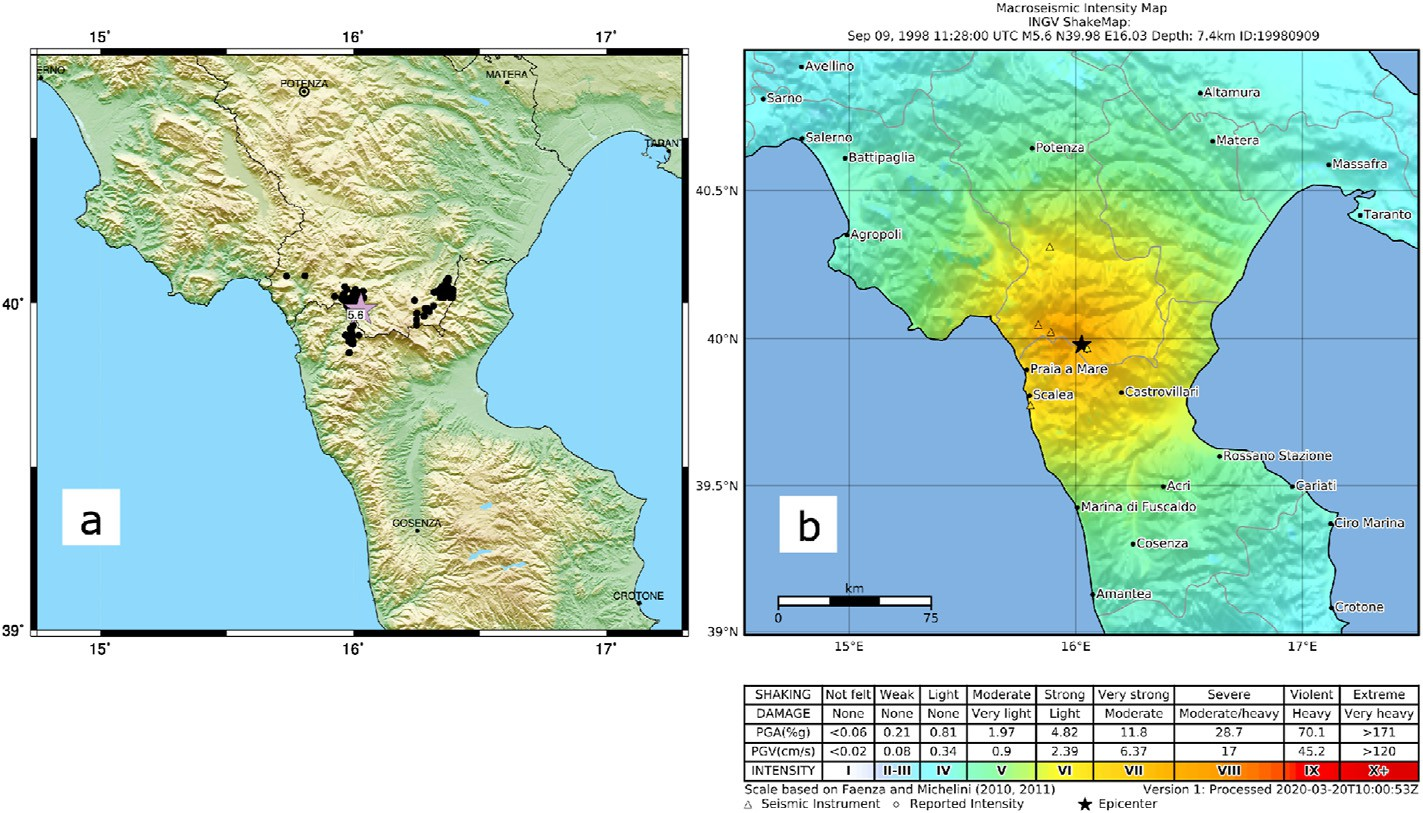 Macroseismic Intensity Map
INGV ShakeMap:
Sep 09, 1998 11:28:00 UTC M5.6 N39.98 E16.03 Depth: 7.4km ID:19980909
15˚ 16˚ 17˚
ERNO
POTENZA
MATERA
TARANT
40˚
5.6
a
COSENZA
CROTONE
39˚
15˚ 16˚ 17˚
Avellino
Altamura
Sarno
Salerno
Potenza
Matera
Battipaglia
Massafra
40.5°N
Taranto
Agropoli
40°N
Praia a Mare
Scalea
Castrovillari
Rossano Stazione
39.5°N
Acri
Cariati
Marina di Fuscaldo
b
Ciro Marina
Cosenza
km
Amantea
0 75
Crotone
39°N
15°E 16°E 17°E
SHAKING Not felt Weak Light Moderate Strong Very strong Severe Violent Extreme
DAMAGE None None None Very light Light Moderate Moderate/heavy Heavy Very heavy
PGA(%g) <0.06 0.21 0.81 1.97 4.82 11.8 28.7 70.1 >171
PGV(cm/s) <0.02 0.08 0.34 0.9 2.39 6.37 17 45.2 >120
INTENSITY I II-III IV V VI VII VIII IX X+
Scale based on Faenza and Michelini (2010, 2011) Version 1: Processed 2020-03-20T10:00:53Z
△ Seismic Instrument ○ Reported Intensity ★ Epicenter